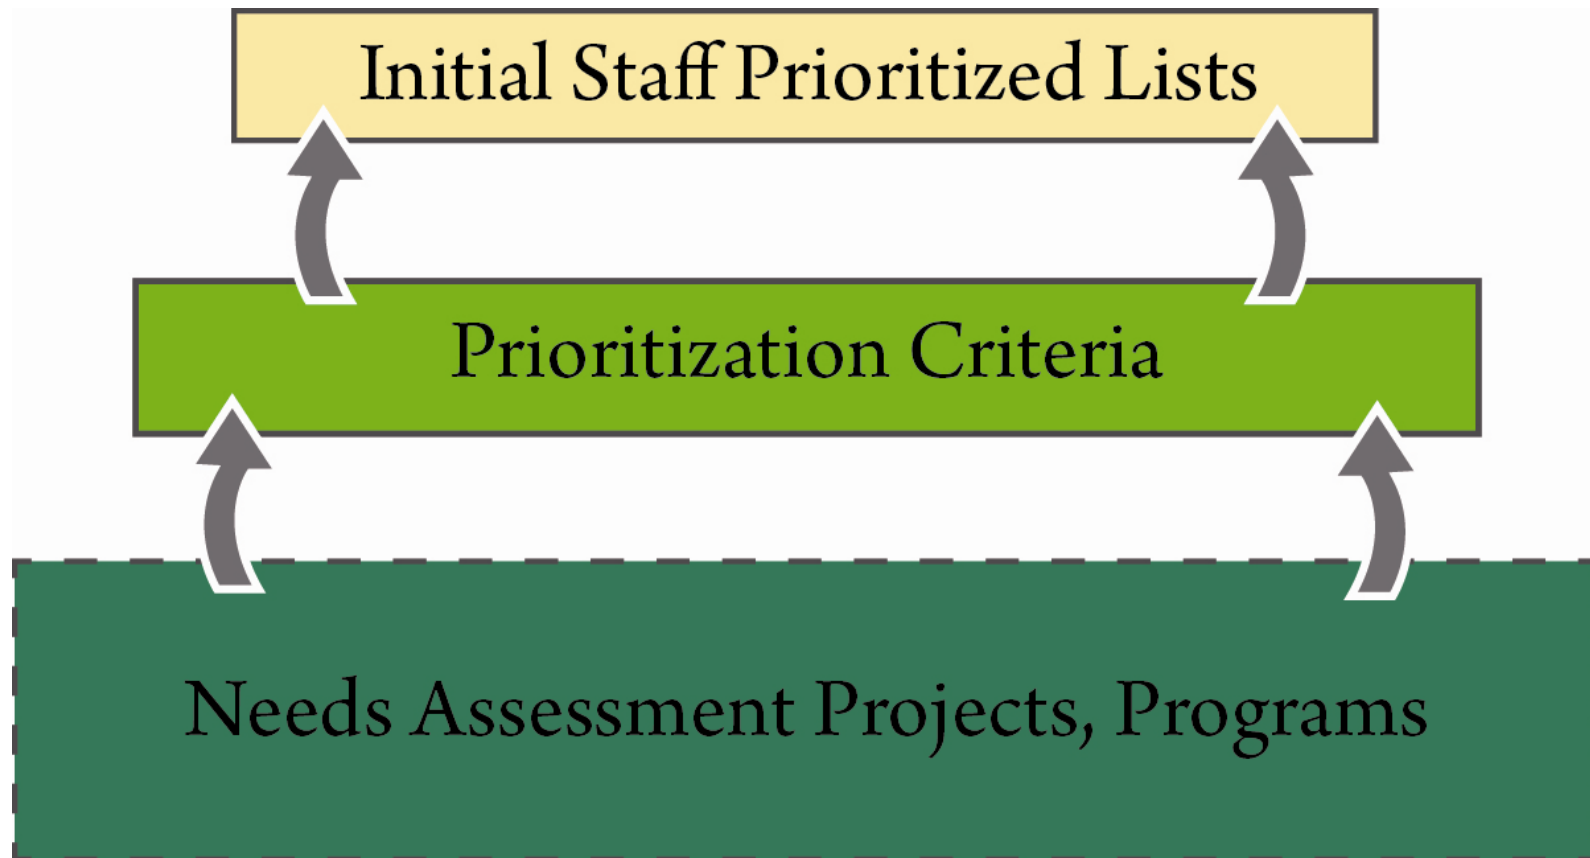 Initial Staff Prioritized Lists
Prioritization Criteria
Needs Assessment Projects, Programs